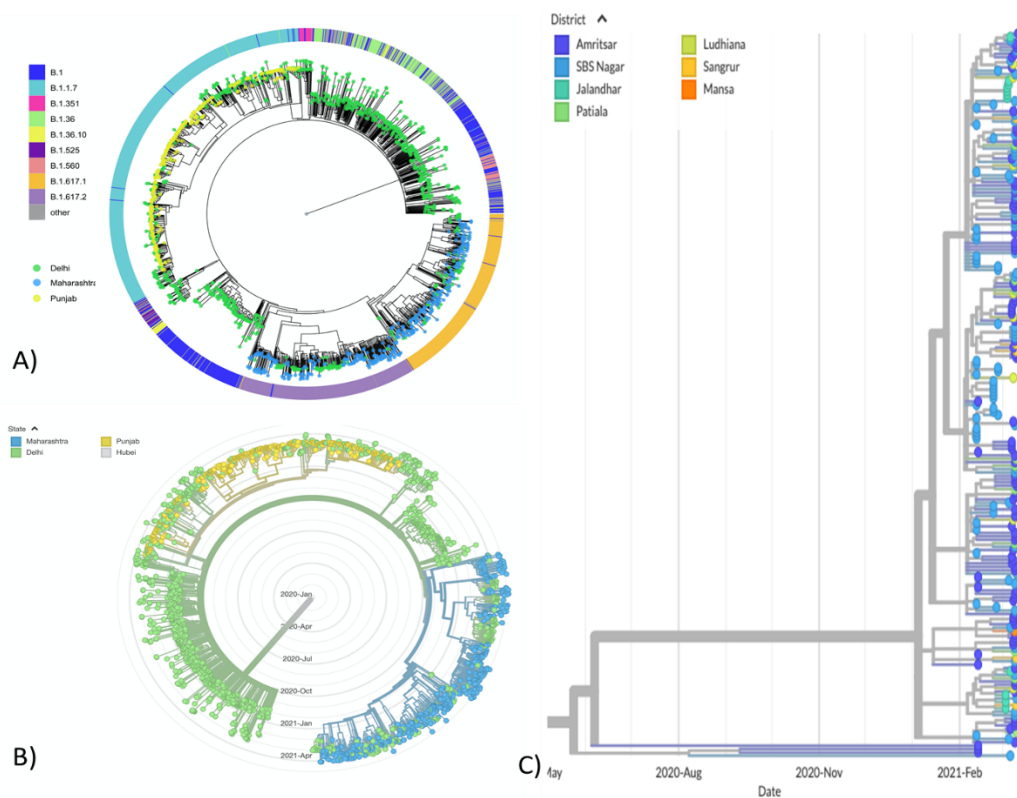 B.1
B.1.1.7
B.1.351
B.1.36
B.1.36.10
B.1.525
B.1.560
B.1.617.1
B.1.617.2
other
Delhi
Maharashtra
Punjab
A)
State
Maharashtra Punjab
Delhi Hubei
2020-Jan
2020-Apr
2020-Jul
2020-Oct
2021-Jan
2021-Apr
B)
District
Amritsar Ludhiana
SBS Nagar Sangrur
Jalandhar Mansa
Patiala
C)
May 2020-Aug 2020-Nov 2021-Feb
Date